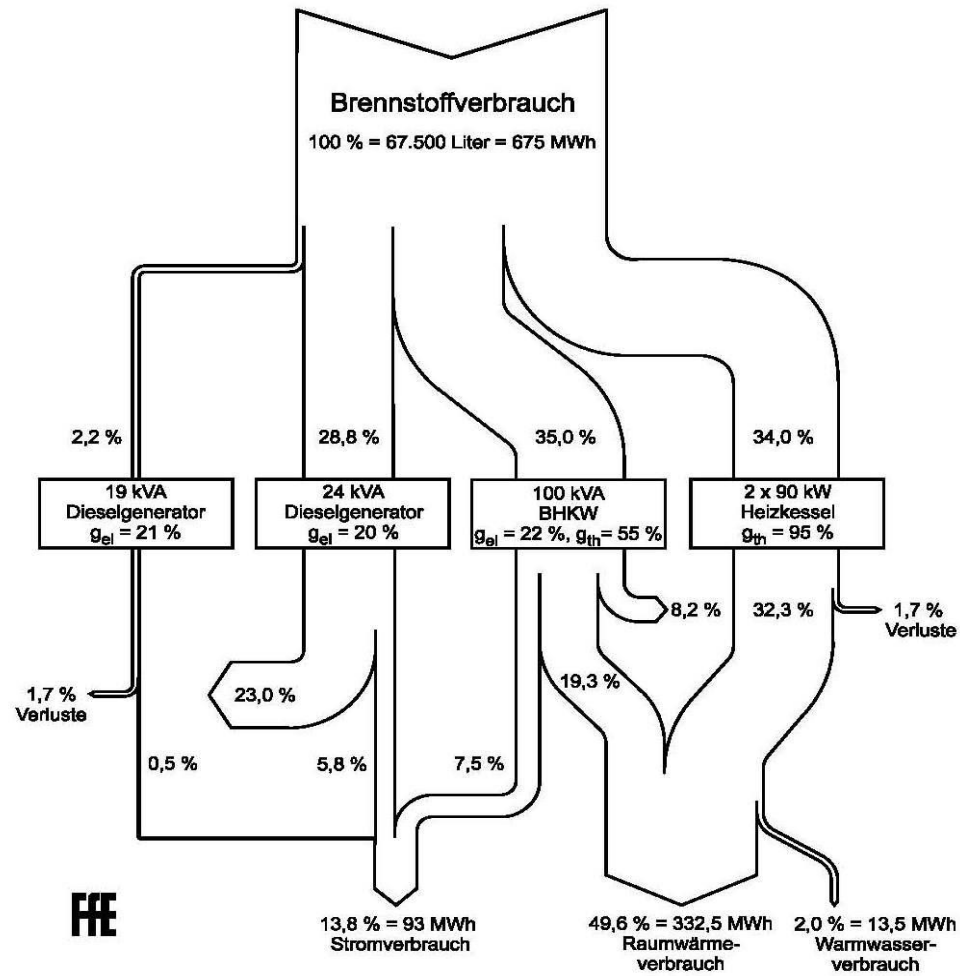 Brennstoffverbrauch
100 % = 67.500 Liter = 675 MWh
2,2 %
28,8 %
35,0 %
34,0 %
19 kVA
Dieselgenerator
gel = 21 %
24 kVA
Dieselgenerator
gel = 20 %
100 kVA
BHKW
gel = 22 %, gth= 55 %
2 x 90 kW
Heizkessel
gth = 95 %
8,2 %
32,3 %
1,7 %
Verluste
19,3 %
23,0 %
1,7 %
Verluste
0,5 %
5,8 %
7,5 %
FfE
13,8 % = 93 MWh
Stromverbrauch
49,6 % = 332,5 MWh
Raumwärme-
verbrauch
2,0 % = 13,5 MWh
Warmwasser-
verbrauch